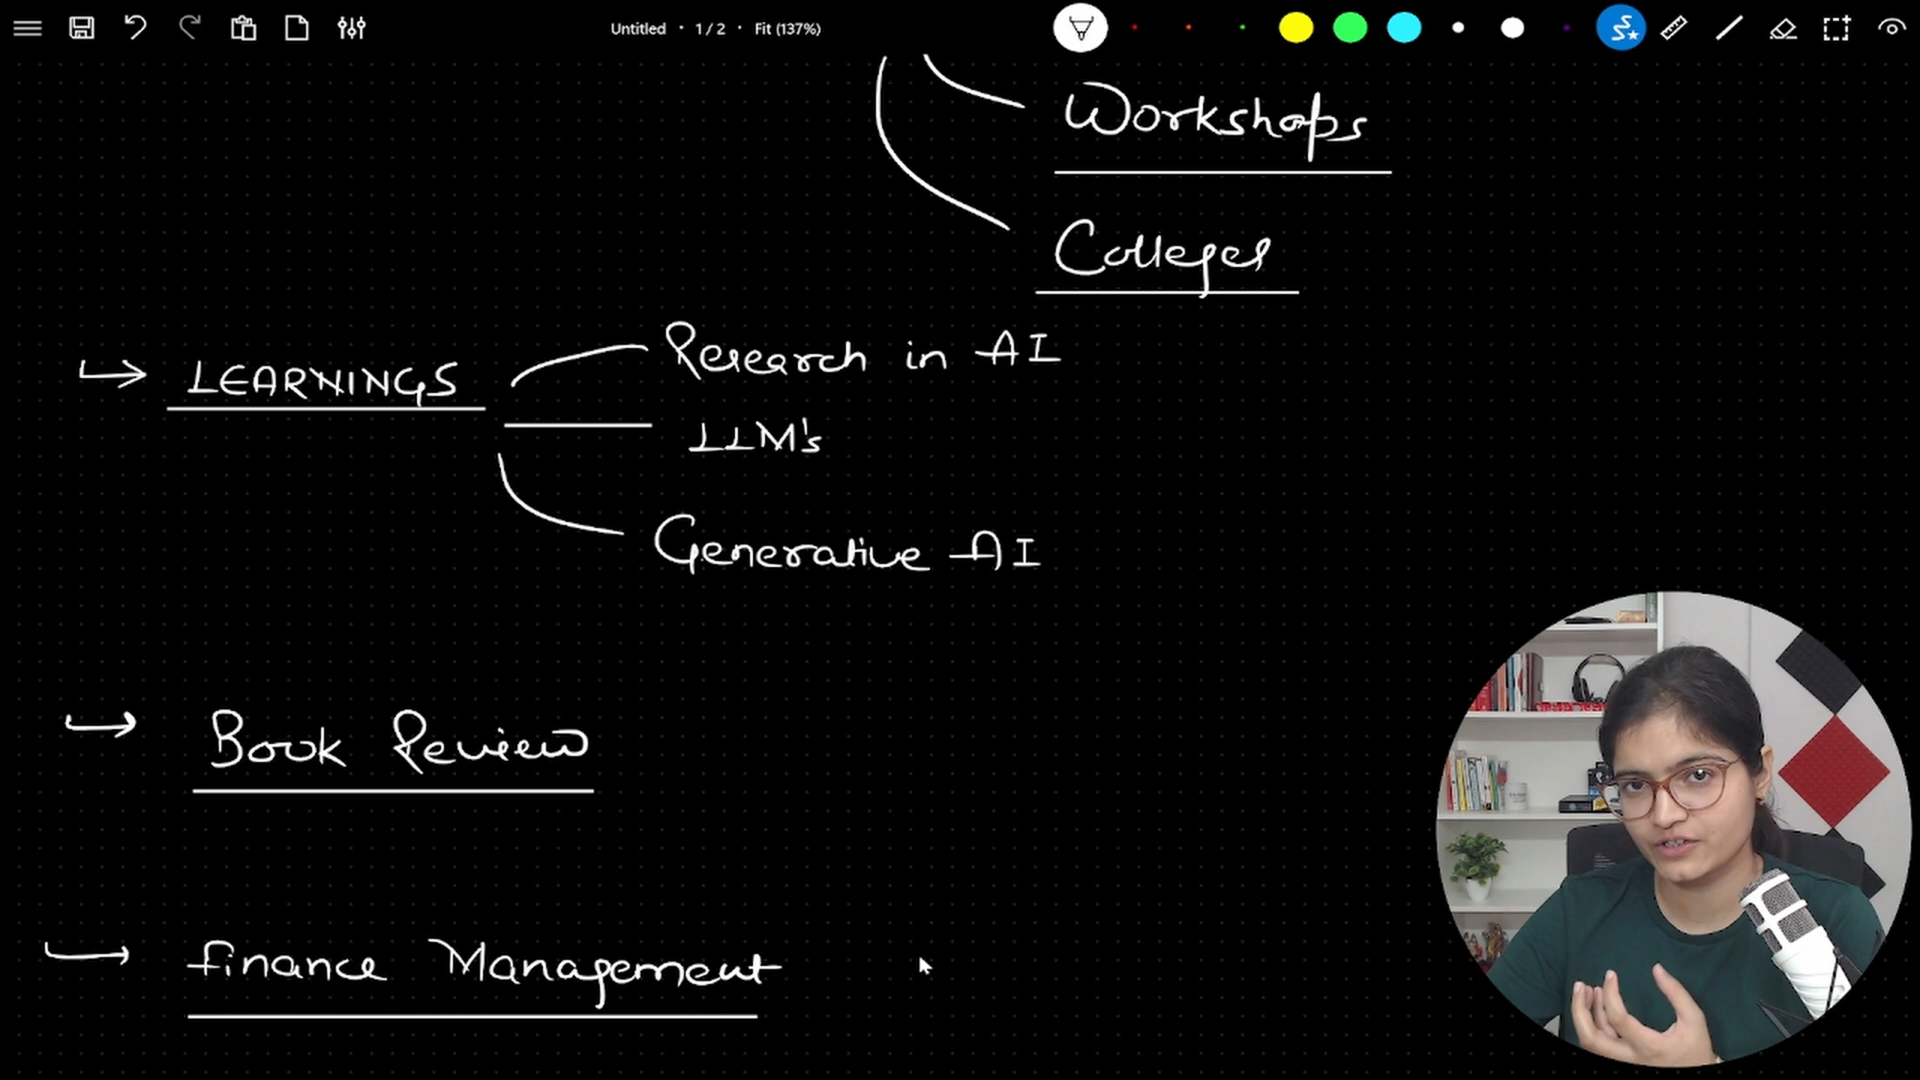 Untitled • 1 / 2 • Fit (137%)
Workshops
Colleges
LEARNINGS
Research in AI
LLM's
Generative AI
Book Review
finance Management